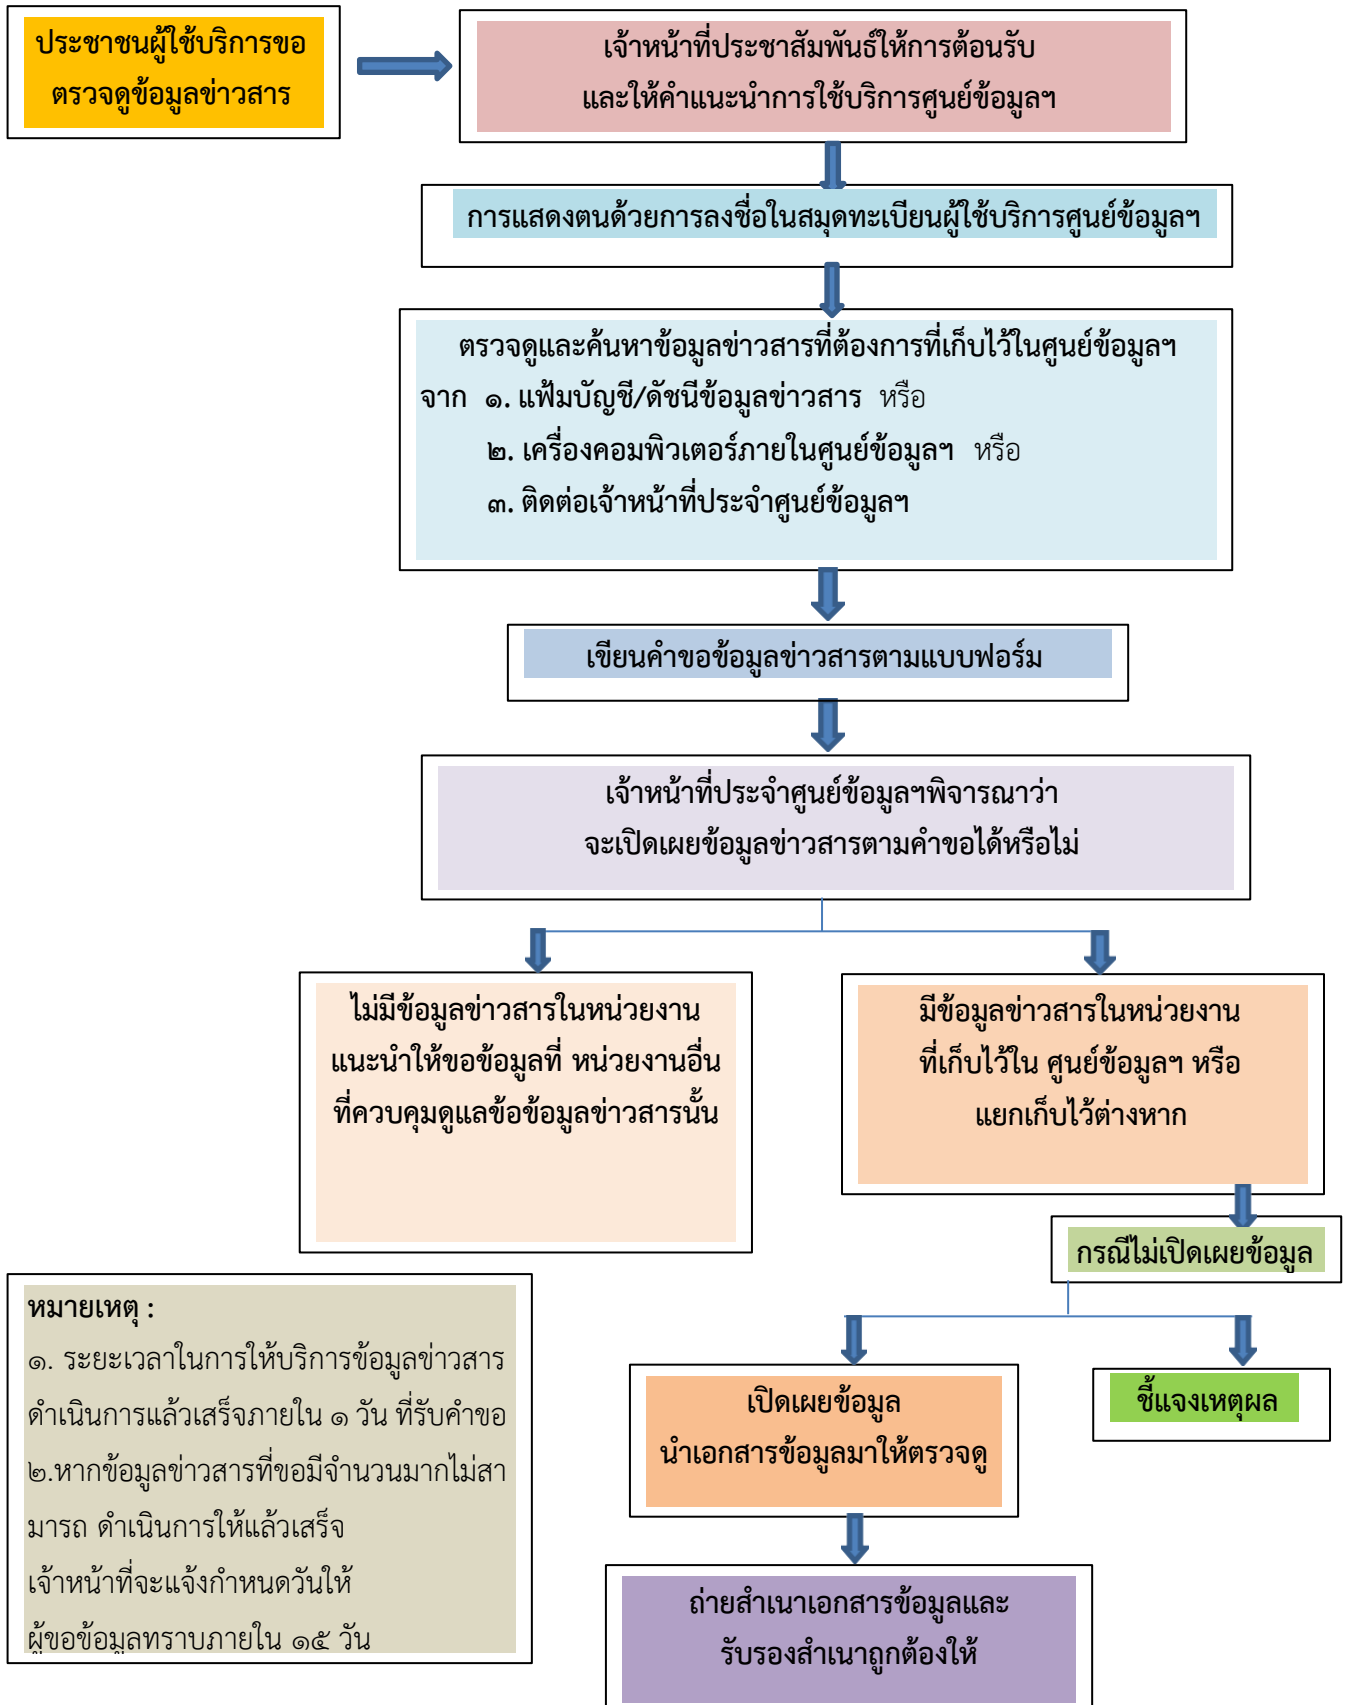 ประชาชนผู้ใช้บริการขอ
ตรวจดูข้อมูลข่าวสาร
เจ้าหน้าที่ประชาสัมพันธ์ให้การต้อนรับ
และให้คำแนะนำการใช้บริการศูนย์ข้อมูลฯ
การแสดงตนด้วยการลงชื่อในสมุดทะเบียนผู้ใช้บริการศูนย์ข้อมูลฯ
ตรวจดูและค้นหาข้อมูลข่าวสารที่ต้องการที่เก็บไว้ในศูนย์ข้อมูลฯ
จาก ๑. แฟ้มบัญชี/ดัชนีข้อมูลข่าวสาร หรือ
๒. เครื่องคอมพิวเตอร์ภายในศูนย์ข้อมูลฯ หรือ
๓. ติดต่อเจ้าหน้าที่ประจำศูนย์ข้อมูลฯ
เขียนคำขอข้อมูลข่าวสารตามแบบฟอร์ม
เจ้าหน้าที่ประจำศูนย์ข้อมูลฯพิจารณาว่า
จะเปิดเผยข้อมูลข่าวสารตามคำขอได้หรือไม่
ไม่มีข้อมูลข่าวสารในหน่วยงาน
แนะนำให้ขอข้อมูลที่ หน่วยงานอื่น
ที่ควบคุมดูแลข้อข้อมูลข่าวสารนั้น
มีข้อมูลข่าวสารในหน่วยงาน
ที่เก็บไว้ใน ศูนย์ข้อมูลฯ หรือ
แยกเก็บไว้ต่างหาก
กรณีไม่เปิดเผยข้อมูล
เปิดเผยข้อมูล
นำเอกสารข้อมูลมาให้ตรวจดู
ชี้แจงเหตุผล
ถ่ายสำเนาเอกสารข้อมูลและ
รับรองสำเนาถูกต้องให้
หมายเหตุ :
๑. ระยะเวลาในการให้บริการข้อมูลข่าวสาร
ดำเนินการแล้วเสร็จภายใน ๑ วัน ที่รับคำขอ
๒.หากข้อมูลข่าวสารที่ขอมีจำนวนมากไม่สา
มารถ ดำเนินการให้แล้วเสร็จ
เจ้าหน้าที่จะแจ้งกำหนดวันให้
ผู้ขอข้อมูลทราบภายใน ๑๕ วัน